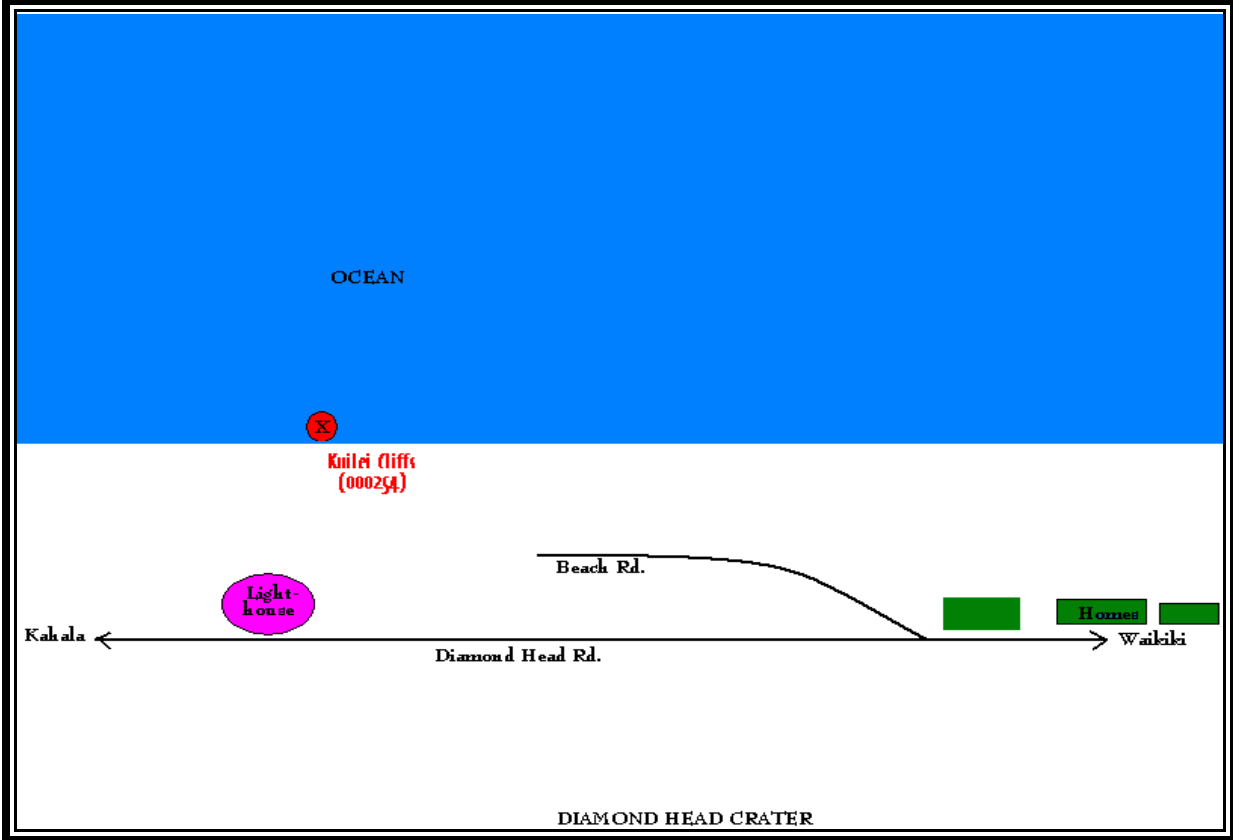 OCEAN
X
Kuilei Cliffs
(000254)
Beach Rd.
Light-
house
Homes
Kahala
Waikiki
Diamond Head Rd.
DIAMOND HEAD CRATER